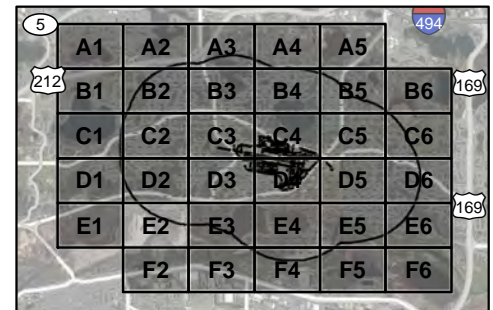 5
494
A1 A2 A3 A4 A5
212
B1 B2 B3 B4 B5 B6
169
C1 C2 C3 C4 C5 C6
D1 D2 D3 D4 D5 D6
169
E1 E2 E3 E4 E5 E6
F2 F3 F4 F5 F6